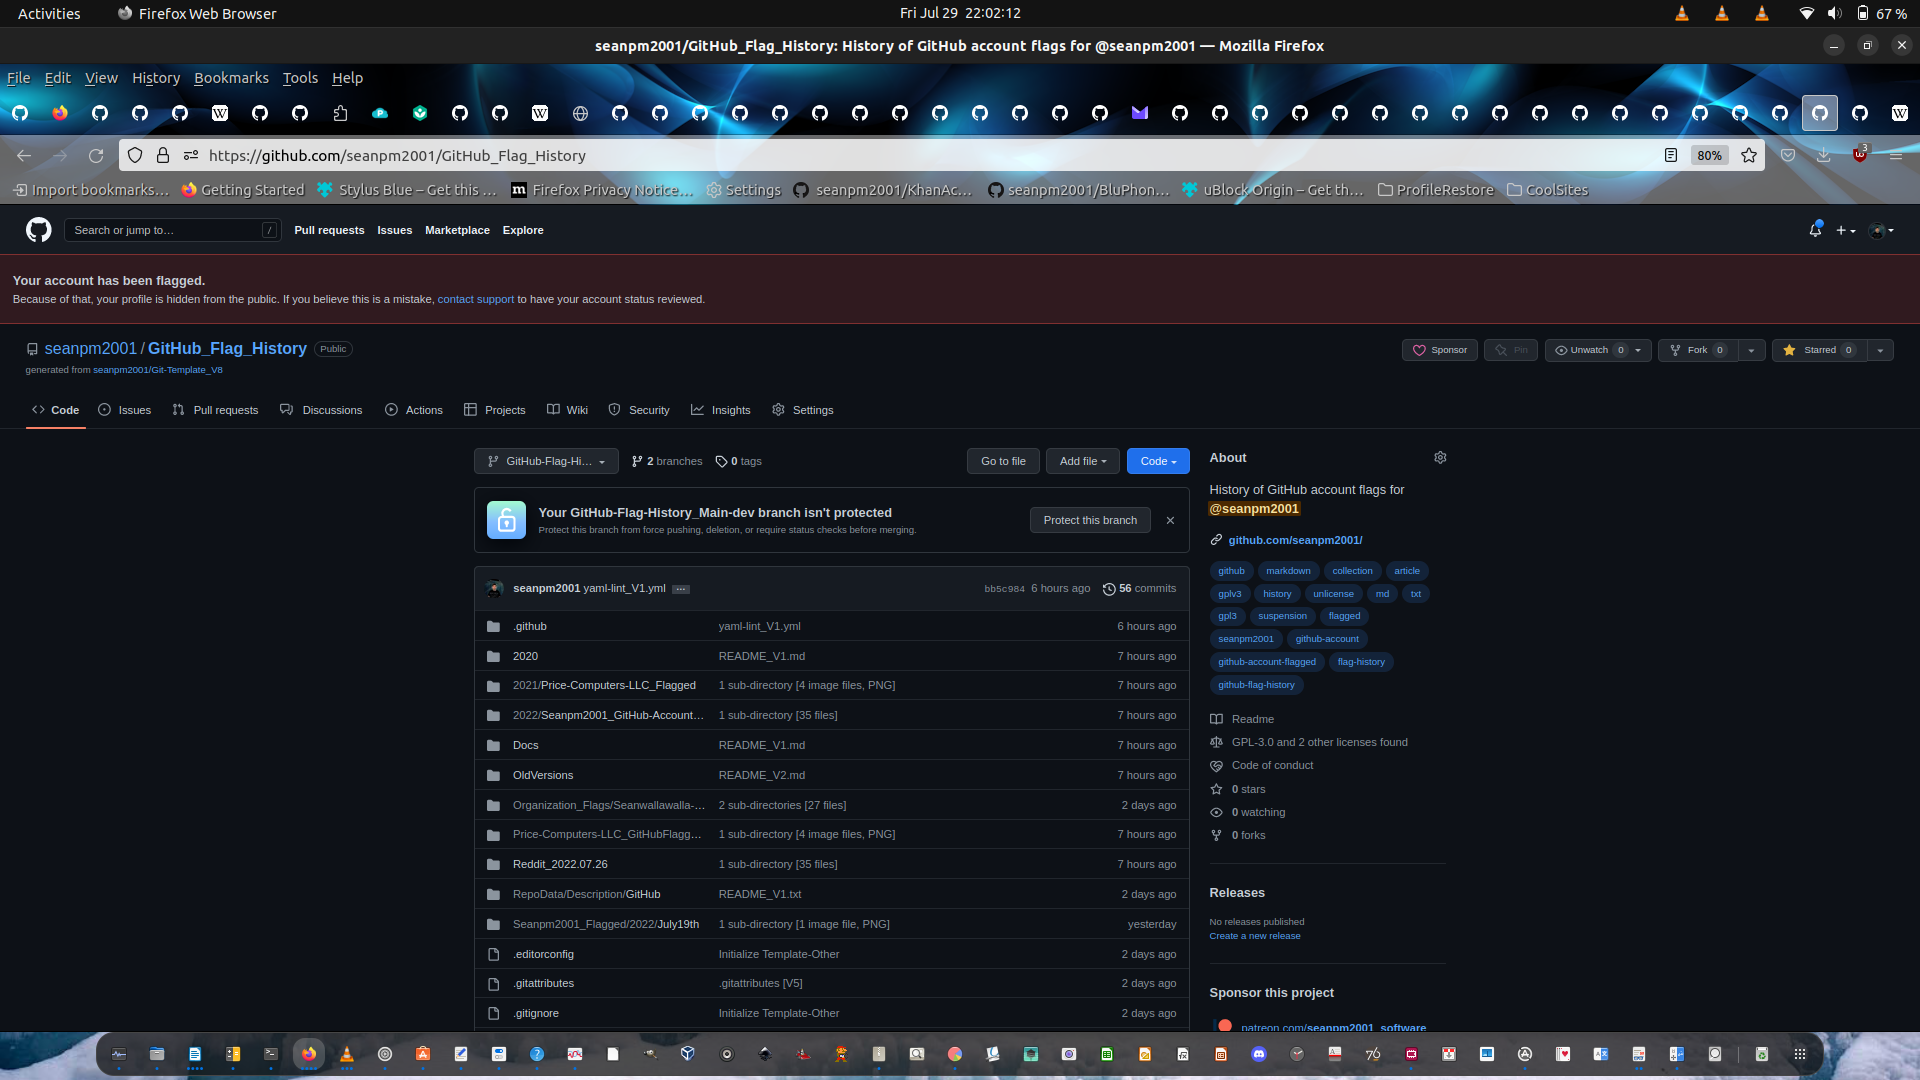 Activities
Firefox Web Browser
Fri Jul 29 22:02:12
67 %
seanpm2001/GitHub_Flag_History: History of GitHub account flags for @seanpm2001 — Mozilla Firefox
File Edit View History Bookmarks Tools Help
https://github.com/seanpm2001/GitHub_Flag_History
80%
3
Import bookmarks…
Getting Started
Stylus Blue – Get this …
Firefox Privacy Notice…
Settings
seanpm2001/KhanAc…
seanpm2001/BluPhon…
uBlock Origin – Get th…
ProfileRestore
CoolSites
Search or jump to…
/
Pull requests
Issues
Marketplace
Explore
Your account has been flagged.
Because of that, your profile is hidden from the public. If you believe this is a mistake, contact support to have your account status reviewed.
seanpm2001 / GitHub_Flag_History
Public
generated from seanpm2001/Git-Template_V8
Sponsor
Pin
Unwatch 0
Fork 0
Starred 0
Code
Issues
Pull requests
Discussions
Actions
Projects
Wiki
Security
Insights
Settings
GitHub-Flag-Hi…
2 branches
0 tags
Go to file
Add file
Code
Your GitHub-Flag-History_Main-dev branch isn't protected
Protect this branch from force pushing, deletion, or require status checks before merging.
Protect this branch
seanpm2001 yaml-lint_V1.yml …
bb5c984 6 hours ago
56 commits
.github yaml-lint_V1.yml 6 hours ago
2020 README_V1.md 7 hours ago
2021/Price-Computers-LLC_Flagged 1 sub-directory [4 image files, PNG] 7 hours ago
2022/Seanpm2001_GitHub-Account… 1 sub-directory [35 files] 7 hours ago
Docs README_V1.md 7 hours ago
OldVersions README_V2.md 7 hours ago
Organization_Flags/Seanwallawalla-… 2 sub-directories [27 files] 2 days ago
Price-Computers-LLC_GitHubFlagg… 1 sub-directory [4 image files, PNG] 7 hours ago
Reddit_2022.07.26 1 sub-directory [35 files] 7 hours ago
RepoData/Description/GitHub README_V1.txt 2 days ago
Seanpm2001_Flagged/2022/July19th 1 sub-directory [1 image file, PNG] yesterday
.editorconfig Initialize Template-Other 2 days ago
.gitattributes .gitattributes [V5] 2 days ago
.gitignore Initialize Template-Other 2 days ago
About
History of GitHub account flags for
@seanpm2001
github.com/seanpm2001/
github markdown collection article
gplv3 history unlicense md txt
gpl3 suspension flagged
seanpm2001 github-account
github-account-flagged flag-history
github-flag-history
Readme
GPL-3.0 and 2 other licenses found
Code of conduct
0 stars
0 watching
0 forks
Releases
No releases published
Create a new release
Sponsor this project
patreon.com/seanpm2001_software